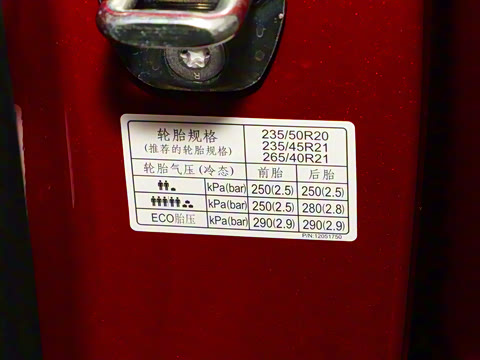 轮胎规格
(推荐的轮胎规格)
235/50R20
235/45R21
265/40R21
轮胎气压(冷态) 前胎 后胎
kPa(bar) 250(2.5) 250(2.5)
kPa(bar) 250(2.5) 280(2.8)
ECO胎压 kPa(bar) 290(2.9) 290(2.9)
P/N:12051750
R